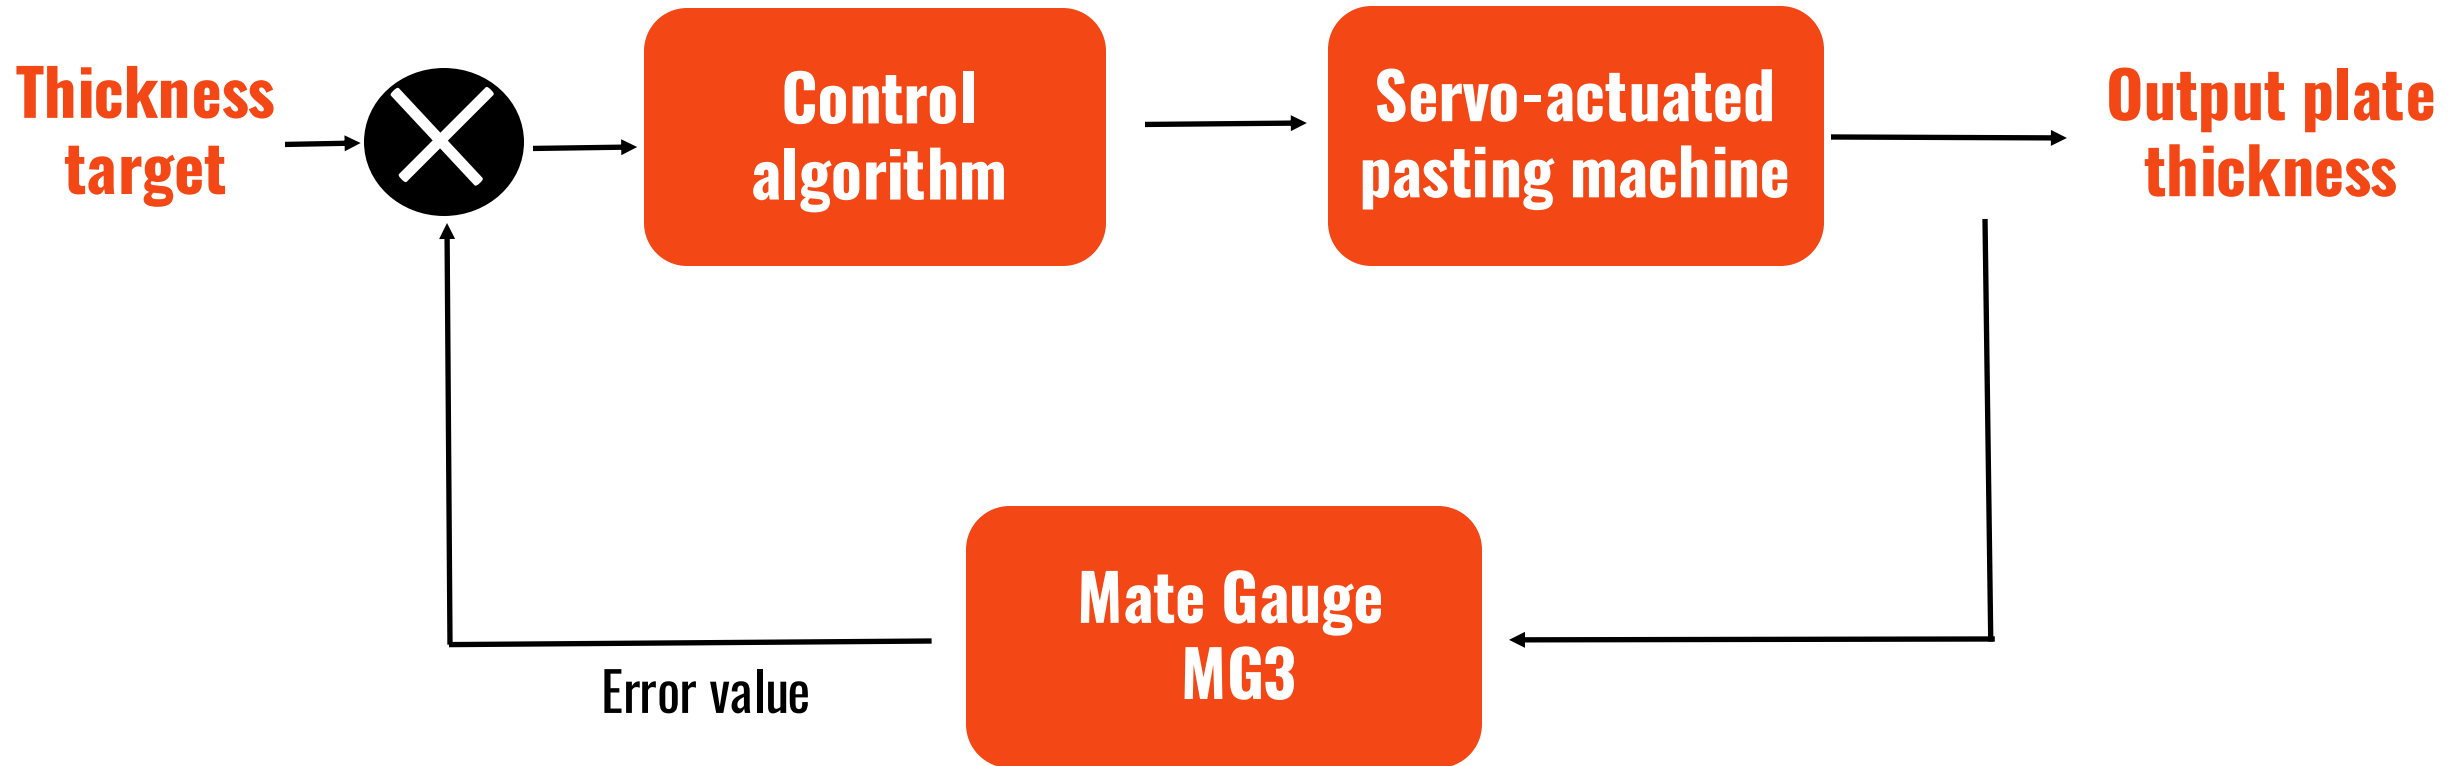 Thickness
target
Control
algorithm
Servo-actuated
pasting machine
Output plate
thickness
Mate Gauge
MG3
Error value